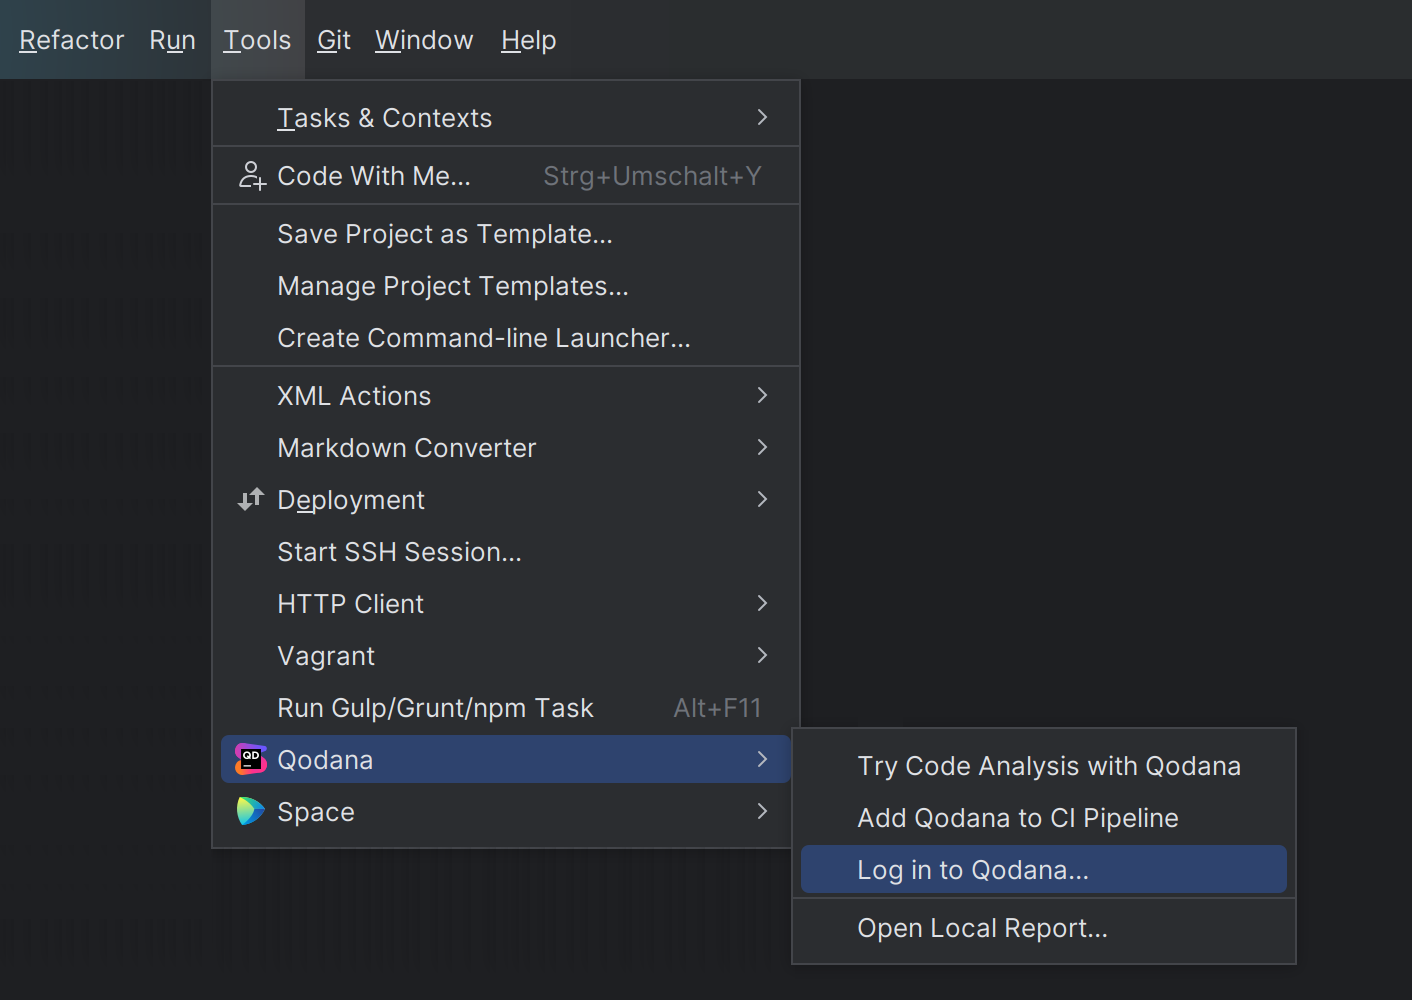 Refactor Run Tools Git Window Help
Tasks & Contexts
Code With Me... Strg+Umschalt+Y
Save Project as Template...
Manage Project Templates...
Create Command-line Launcher...
XML Actions
Markdown Converter
Deployment
Start SSH Session...
HTTP Client
Vagrant
Run Gulp/Grunt/npm Task Alt+F11
QD Qodana
Space
Try Code Analysis with Qodana
Add Qodana to CI Pipeline
Log in to Qodana...
Open Local Report...